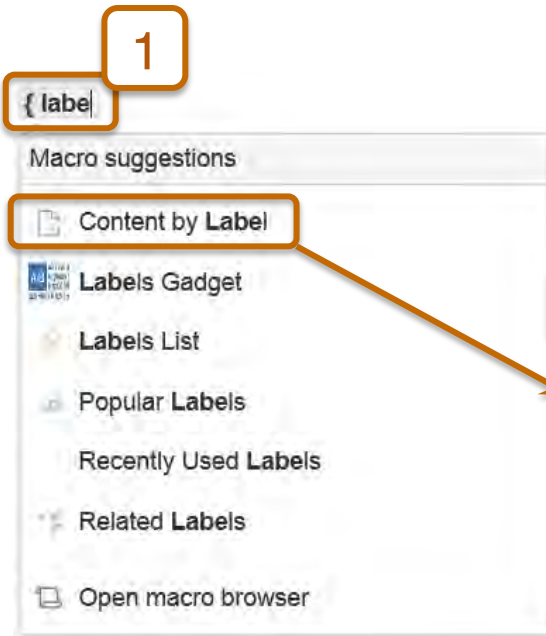 1
{ labe
Macro suggestions
Content by Label
Labels Gadget
Labels List
Popular Labels
Recently Used Labels
Related Labels
Open macro browser